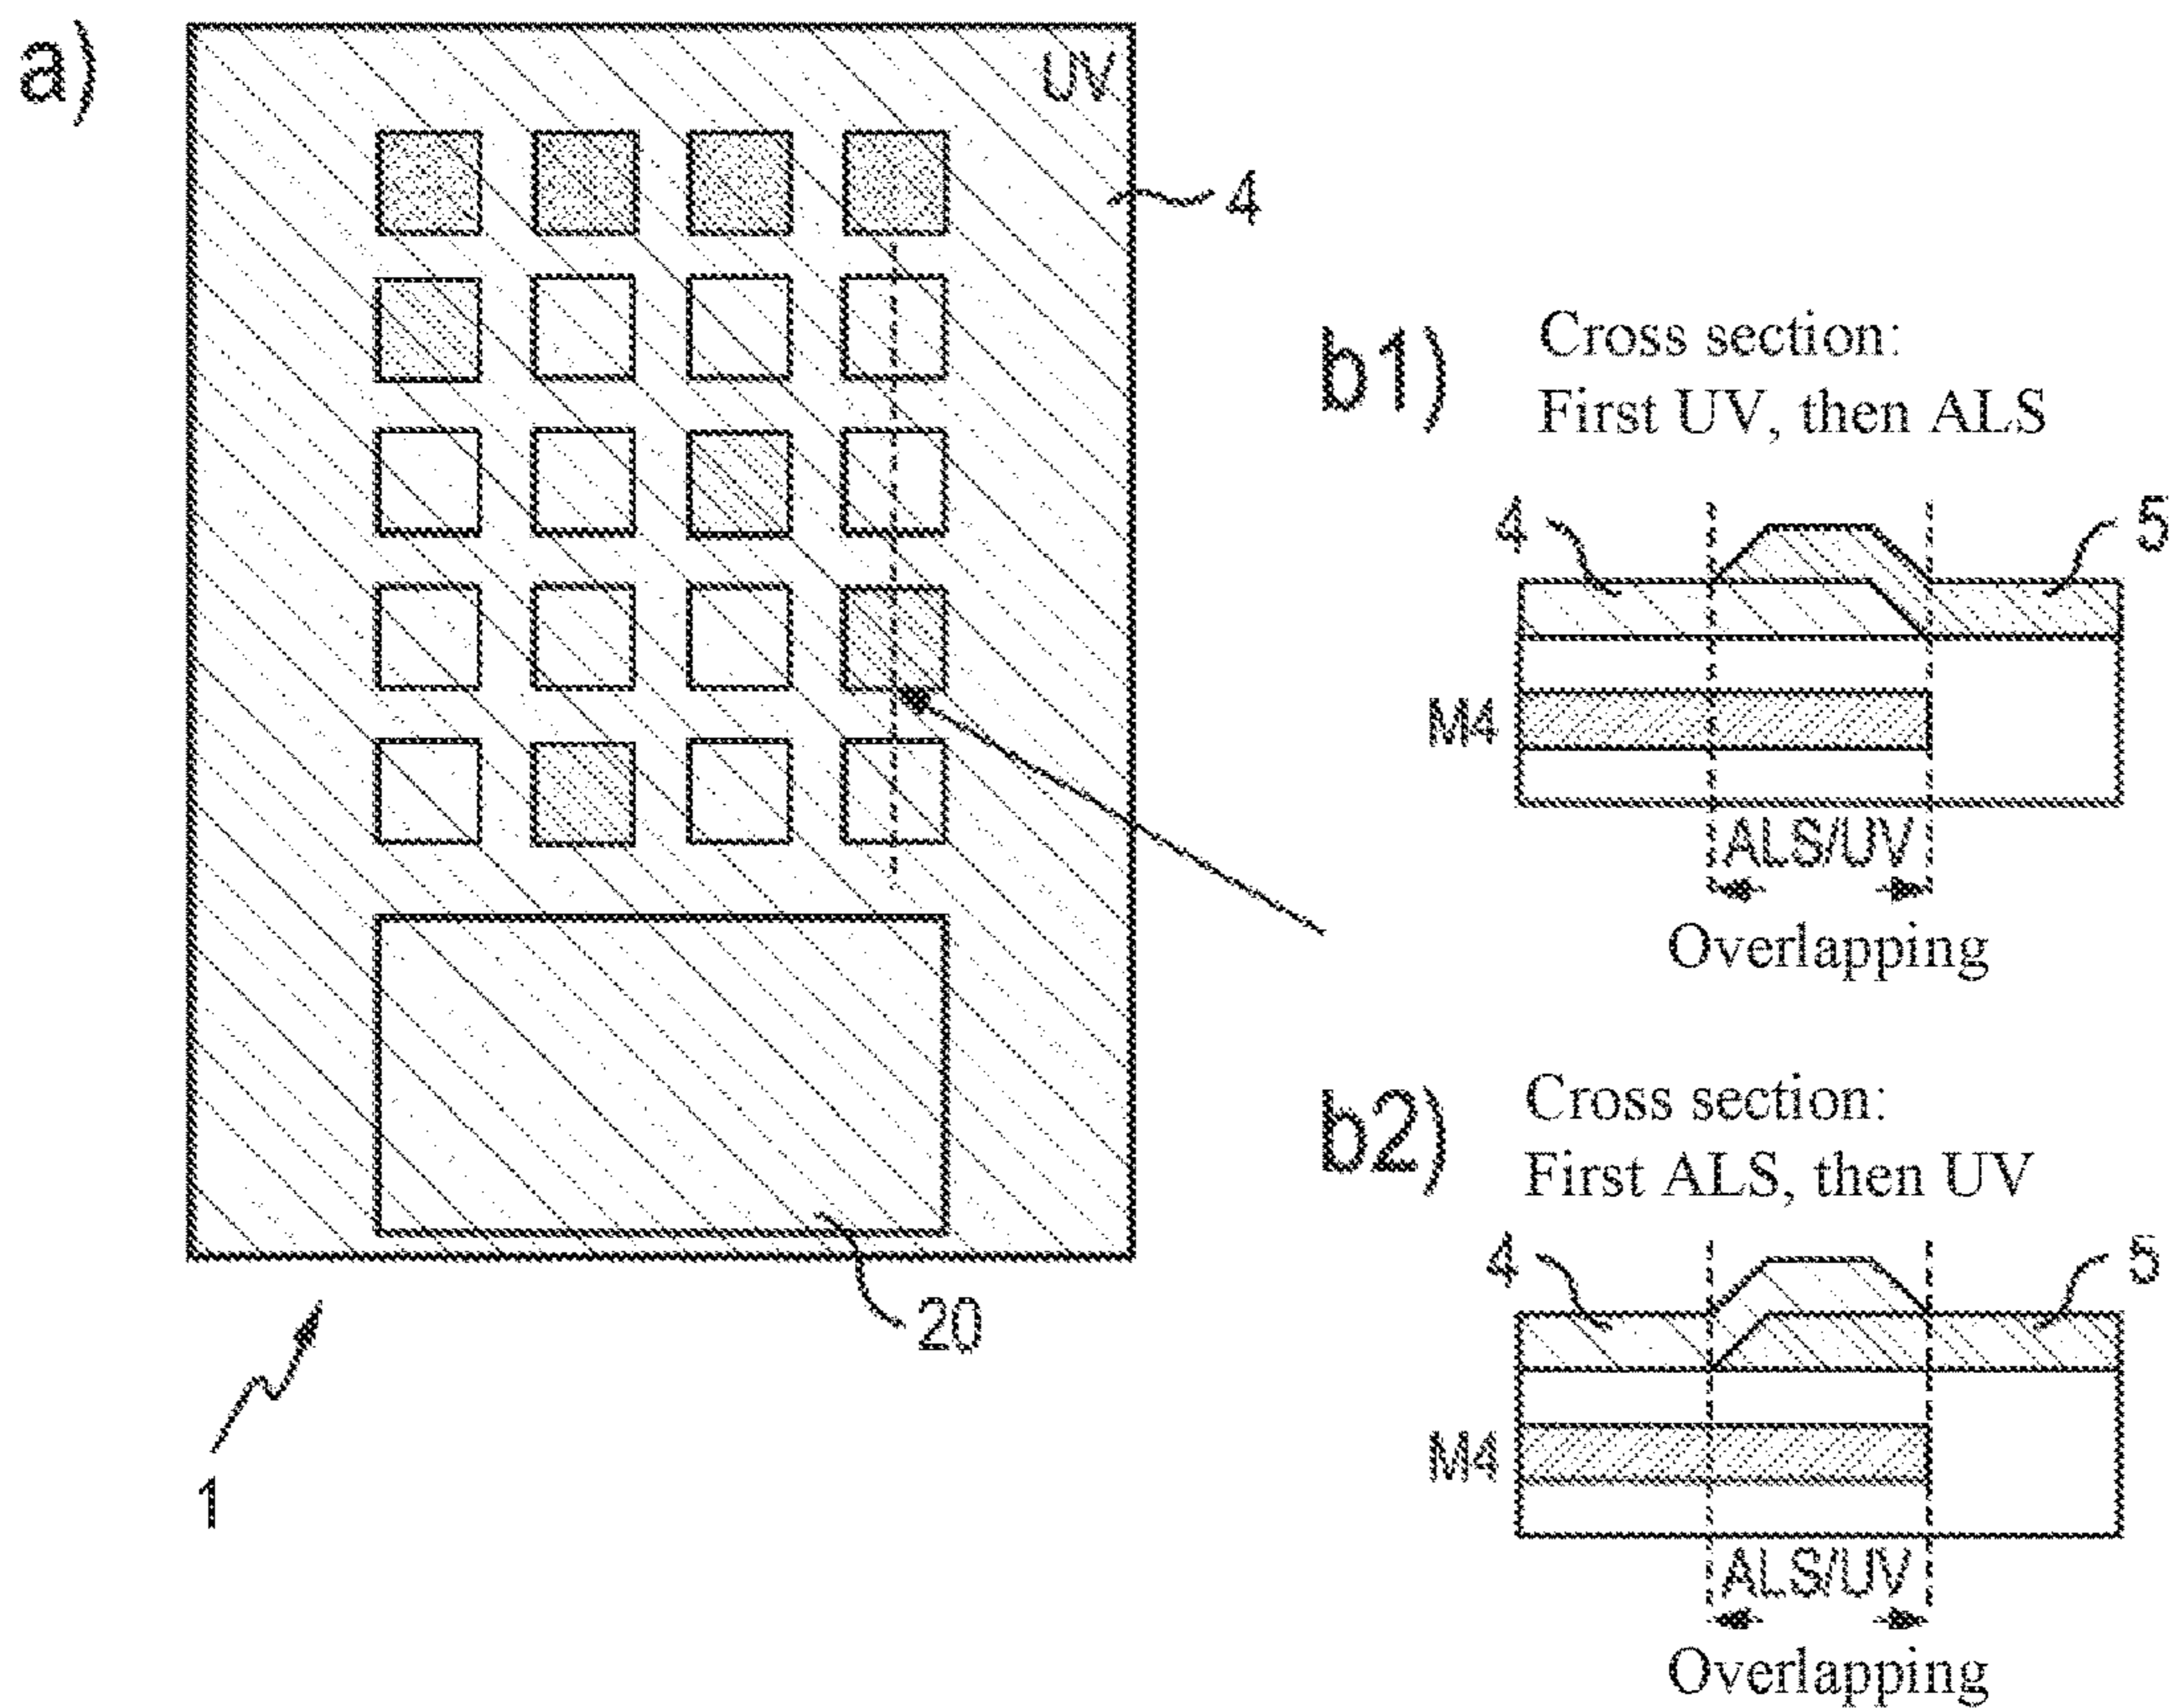 a)
UV
4
20
1
b1)
Cross section:
First UV, then ALS
4
5
M4
ALS/UV
Overlapping
b2)
Cross section:
First ALS, then UV
4
5
M4
ALS/UV
Overlapping